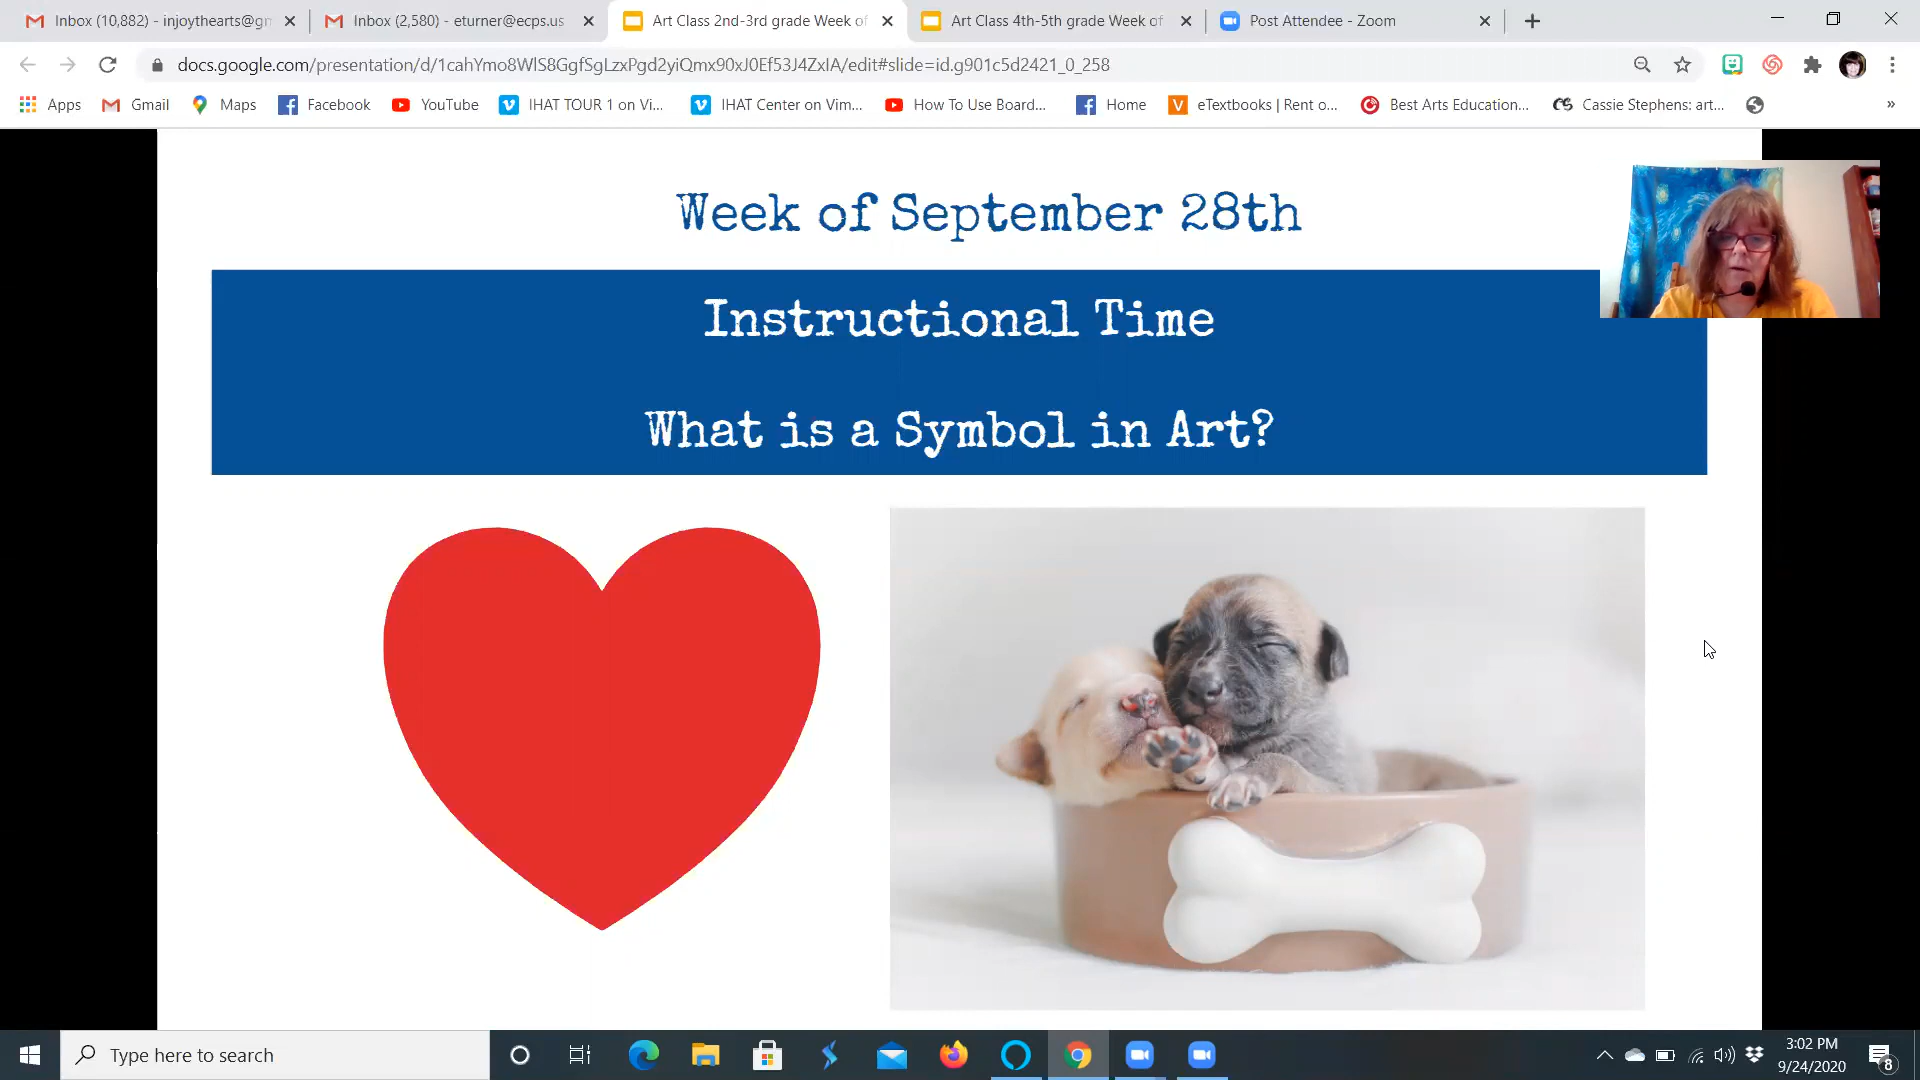 Inbox (10,882) - injoythearts@gm
Inbox (2,580) - eturner@ecps.us
Art Class 2nd-3rd grade Week of
Art Class 4th-5th grade Week of
Post Attendee - Zoom
docs.google.com/presentation/d/1cahYmo8WlS8GgfSgLzxPgd2yiQmx90xJ0Ef53J4ZxIA/edit#slide=id.g901c5d2421_0_258
Apps
Gmail
Maps
Facebook
YouTube
IHAT TOUR 1 on Vi...
IHAT Center on Vim...
How To Use Board...
Home
eTextbooks | Rent o...
Best Arts Education...
Cassie Stephens: art...
Week of September 28th
Instructional Time
What is a Symbol in Art?
Type here to search
3:02 PM
9/24/2020
8